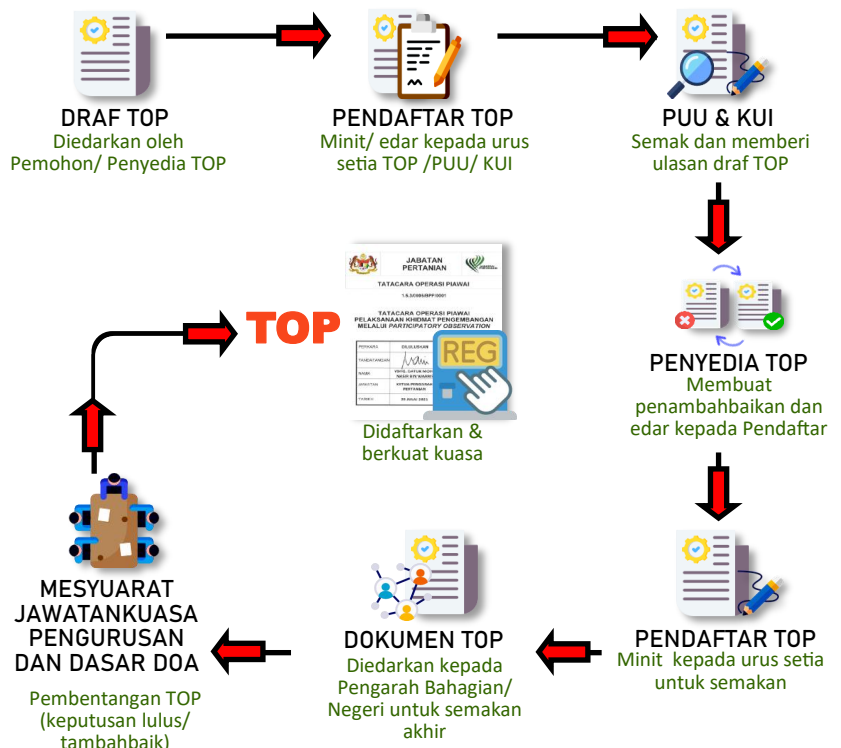 DRAF TOP
Diedarkan oleh
Pemohon/ Penyedia TOP
PENDAFTAR TOP
Minit/ edar kepada urus
setia TOP /PUU/ KUI
PUU & KUI
Semak dan memberi
ulasan draf TOP
PENYEDIA TOP
Membuat
penambahbaikan dan
edar kepada Pendaftar
PENDAFTAR TOP
Minit kepada urus setia
untuk semakan
DOKUMEN TOP
Diedarkan kepada
Pengarah Bahagian/
Negeri untuk semakan
akhir
MESYUARAT
JAWATANKUASA
PENGURUSAN
DAN DASAR DOA
Pembentangan TOP
(keputusan lulus/
tambahbaik)
TOP
JABATAN
PERTANIAN
TATACARA OPERASI PIAWAI
TATACARA OPERASI PIAWAI
PELAKSANAAN KHIDMAT PENGEMBANGAN
MELALUI PARTICIPATORY OBSERVATION
REG
Didaftarkan &
berkuat kuasa